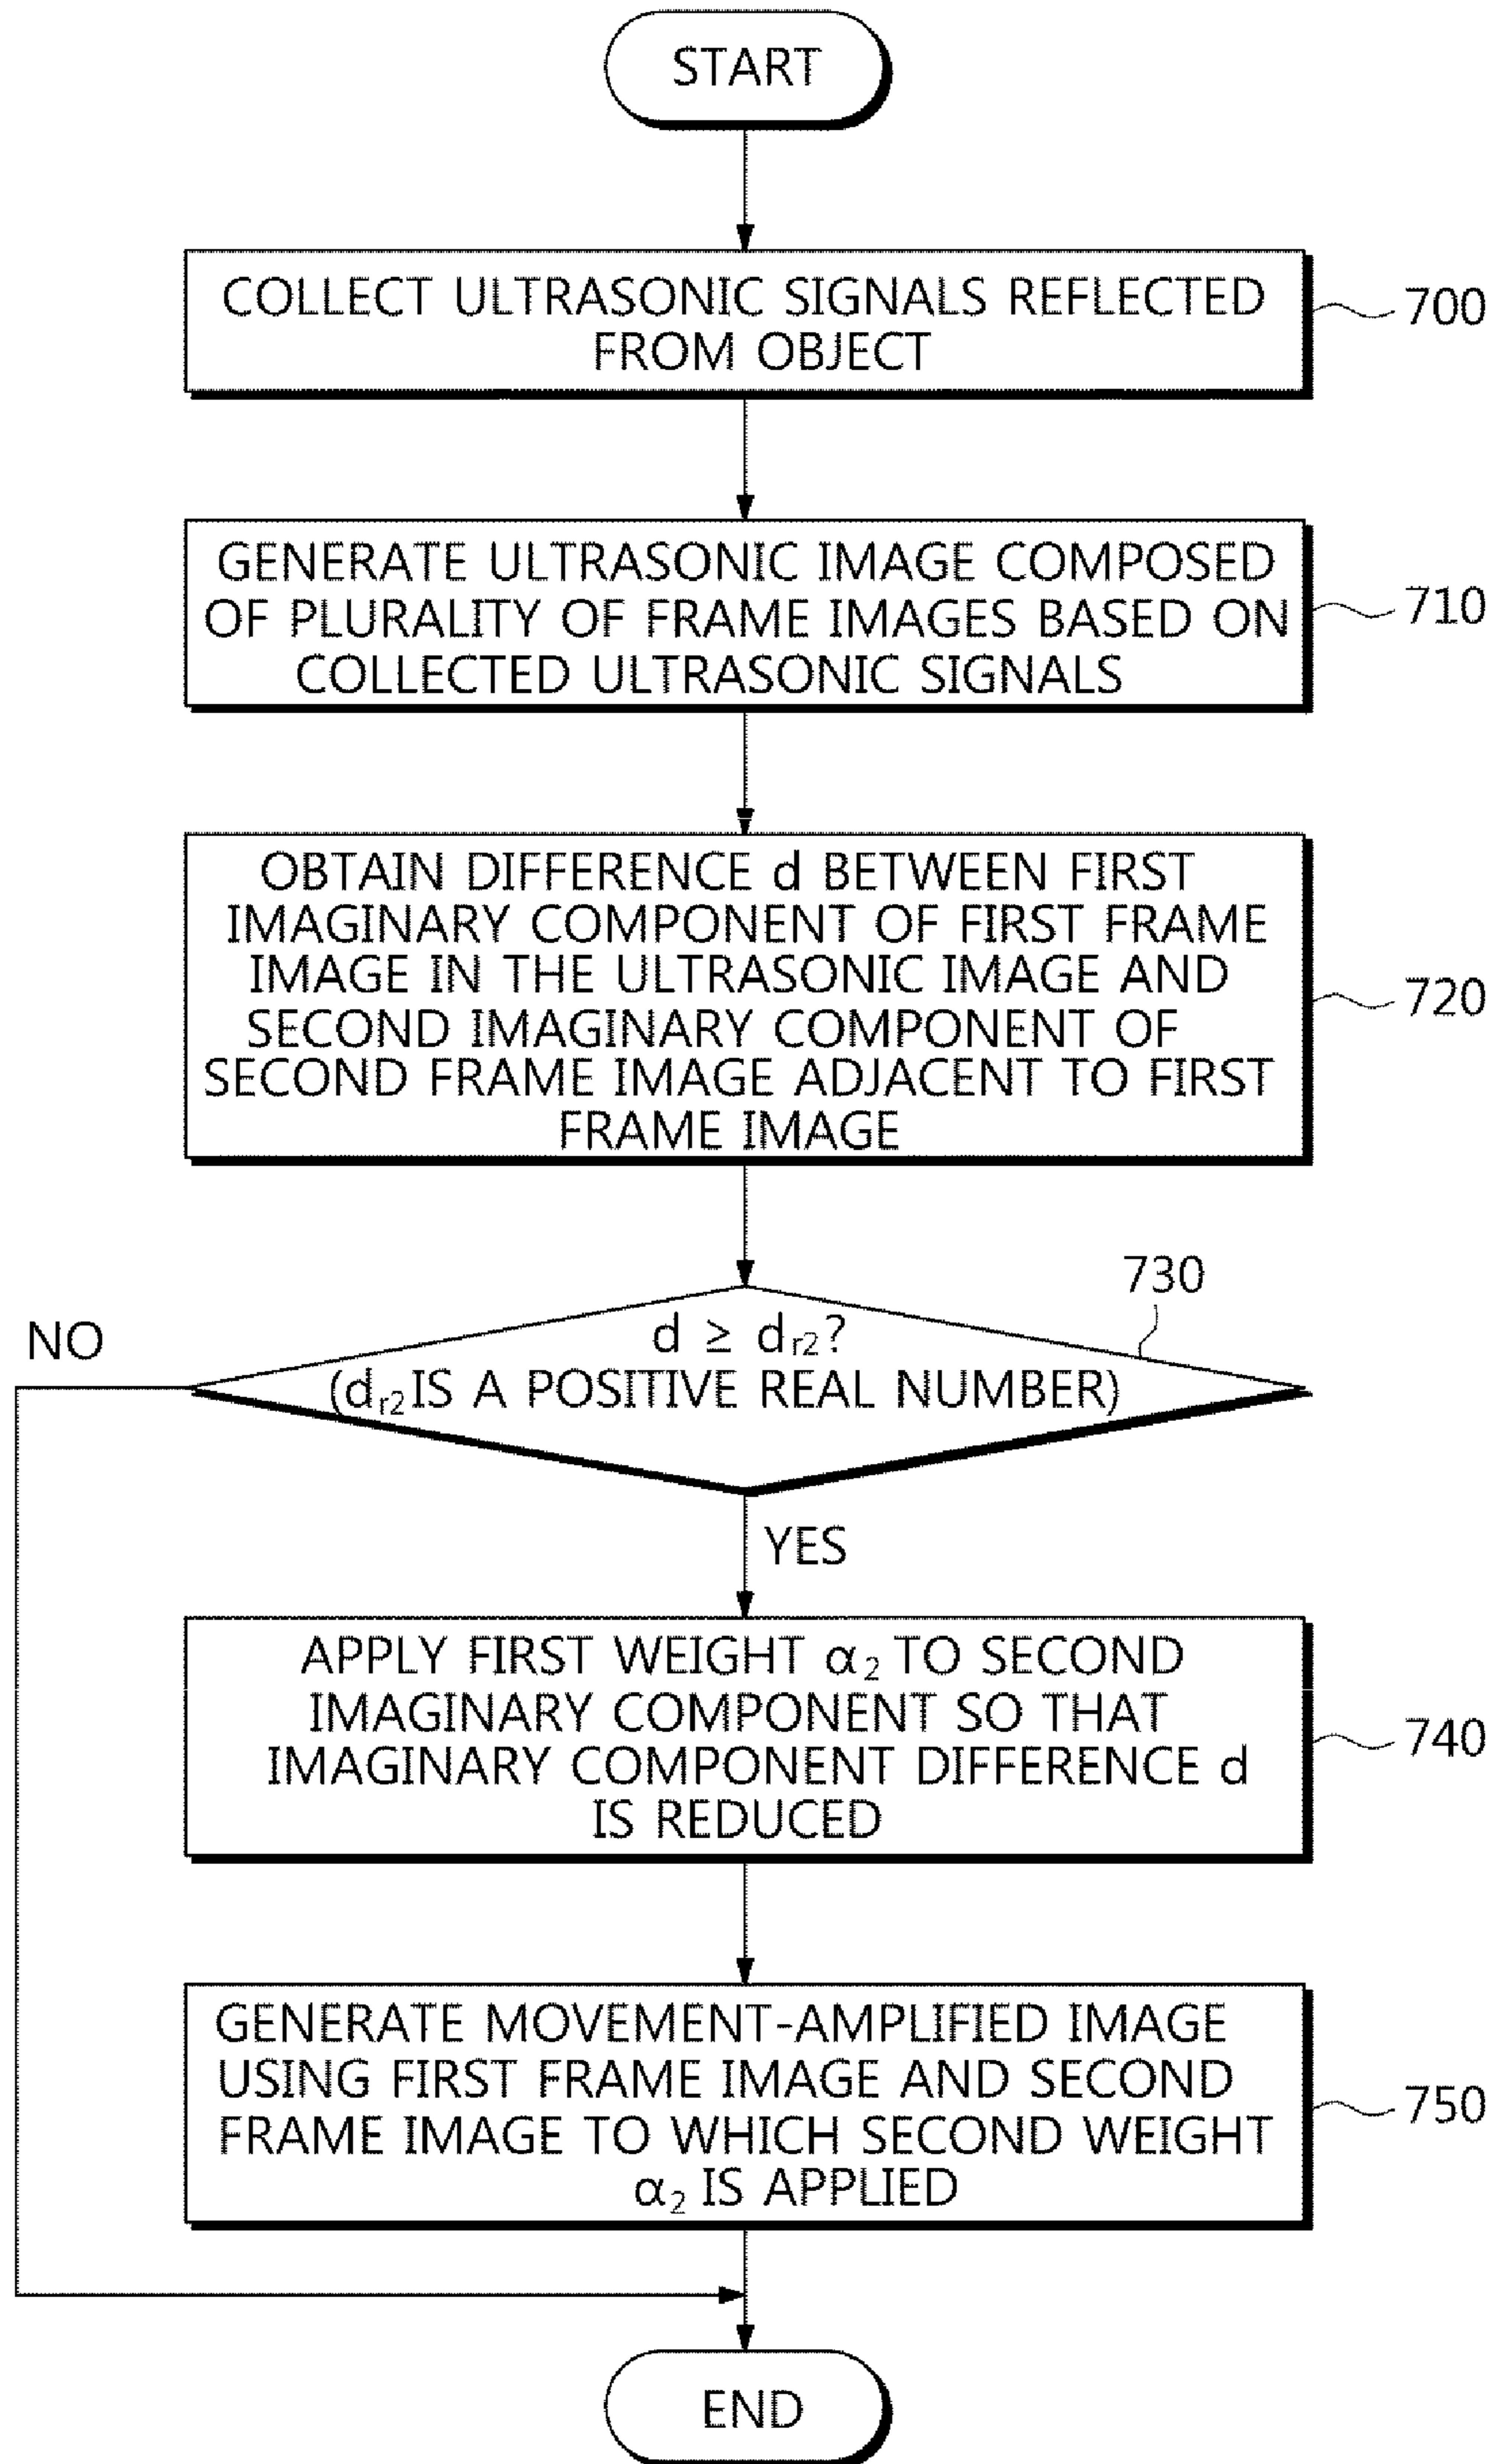 START
COLLECT ULTRASONIC SIGNALS REFLECTED
FROM OBJECT
700
GENERATE ULTRASONIC IMAGE COMPOSED
OF PLURALITY OF FRAME IMAGES BASED ON
COLLECTED ULTRASONIC SIGNALS
710
OBTAIN DIFFERENCE d BETWEEN FIRST
IMAGINARY COMPONENT OF FIRST FRAME
IMAGE IN THE ULTRASONIC IMAGE AND
SECOND IMAGINARY COMPONENT OF
SECOND FRAME IMAGE ADJACENT TO FIRST
FRAME IMAGE
720
730
d ≥ dr2?
(dr2 IS A POSITIVE REAL NUMBER)
NO
YES
APPLY FIRST WEIGHT α2 TO SECOND
IMAGINARY COMPONENT SO THAT
IMAGINARY COMPONENT DIFFERENCE d
IS REDUCED
740
GENERATE MOVEMENT-AMPLIFIED IMAGE
USING FIRST FRAME IMAGE AND SECOND
FRAME IMAGE TO WHICH SECOND WEIGHT
α2 IS APPLIED
750
END